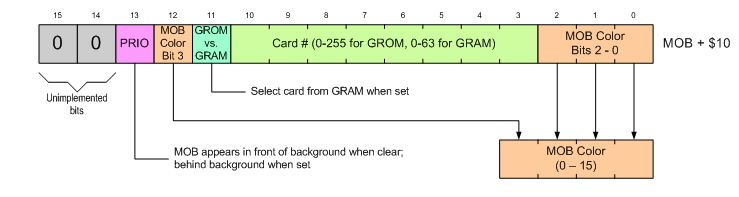 15 14 13 12 11 10 9 8 7 6 5 4 3 2 1 0
0 0 PRIO MOB Color Bit 3 GROM vs. GRAM Card # (0-255 for GROM, 0-63 for GRAM) MOB Color Bits 2 - 0 MOB + $10
Unimplemented
bits
Select card from GRAM when set
MOB appears in front of background when clear;
behind background when set
MOB Color
(0 – 15)